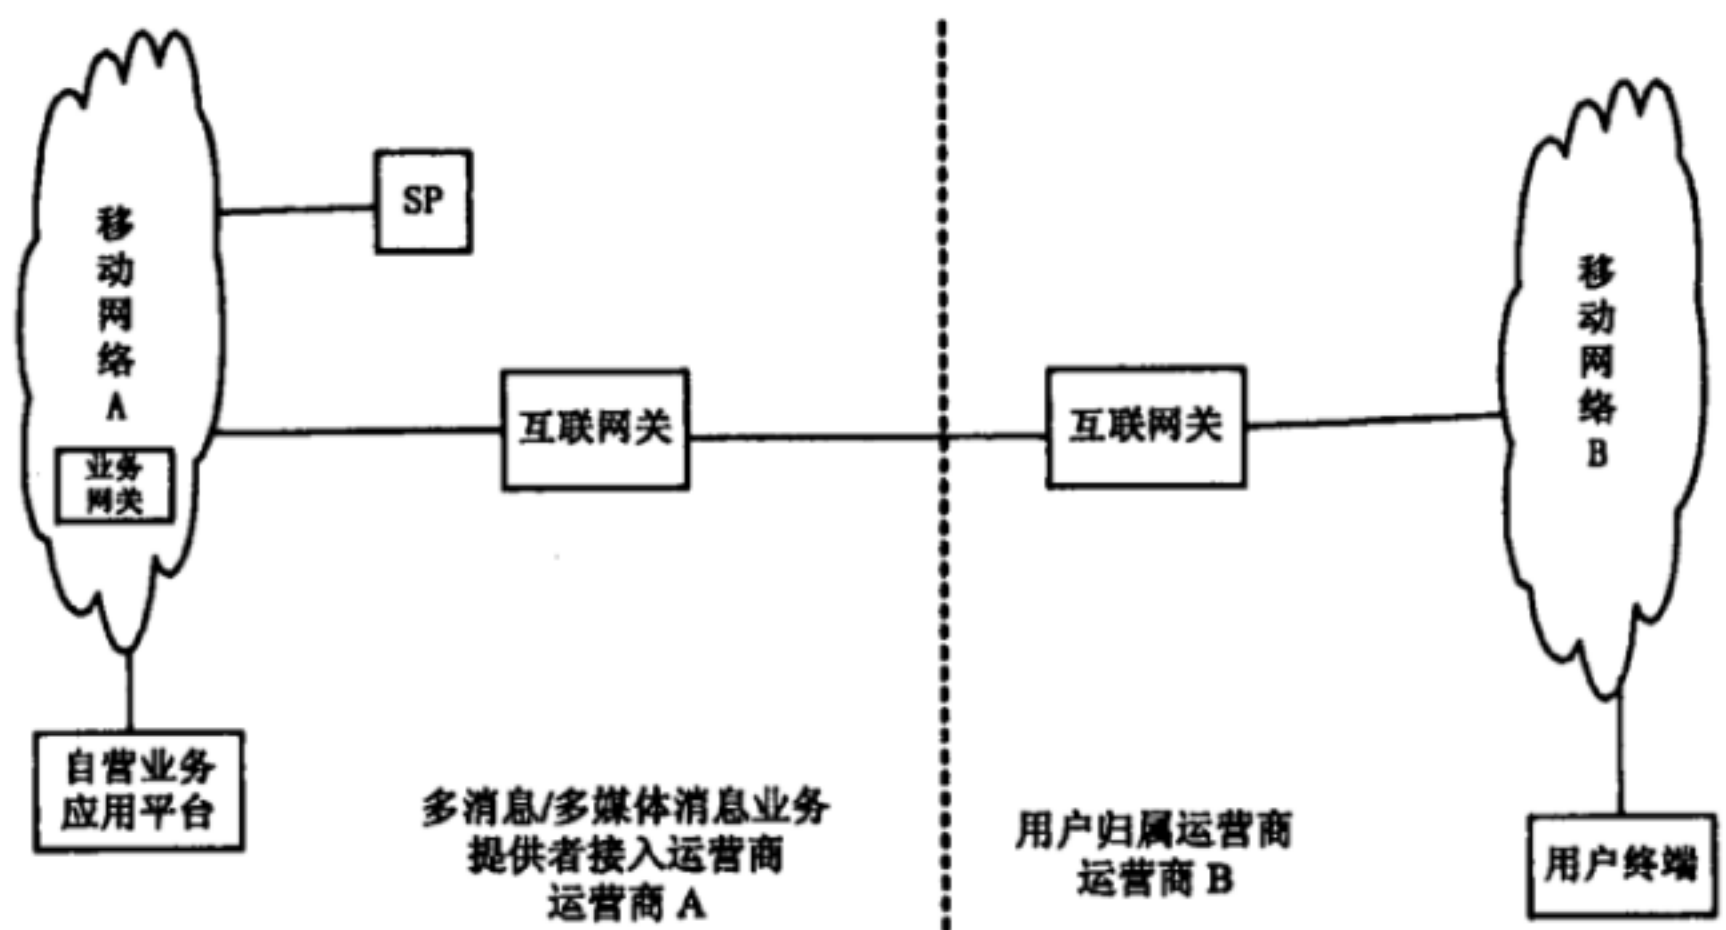 移动网络A
SP
互联网关
业务
网关
自营业务
应用平台
多消息/多媒体消息业务
提供者接入运营商
运营商 A
互联网关
移动网络B
用户归属运营商
运营商 B
用户终端